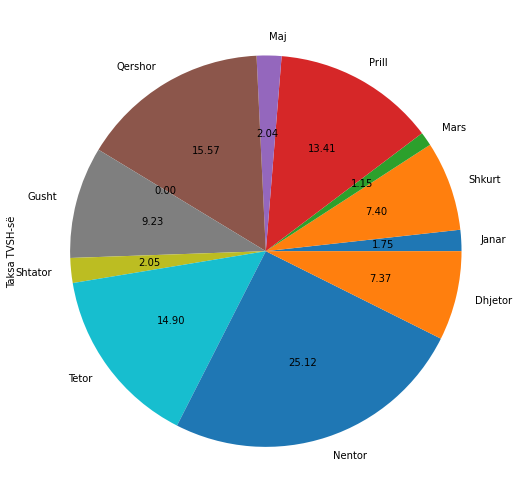 Maj
Prill
Qershor
Mars
2.04
13.41
15.57
Shkurt
1.15
0.00
Gusht
7.40
9.23
Janar
1.75
Taksa TVSH-së
2.05
Shtator
7.37
Dhjetor
14.90
25.12
Tetor
Nentor